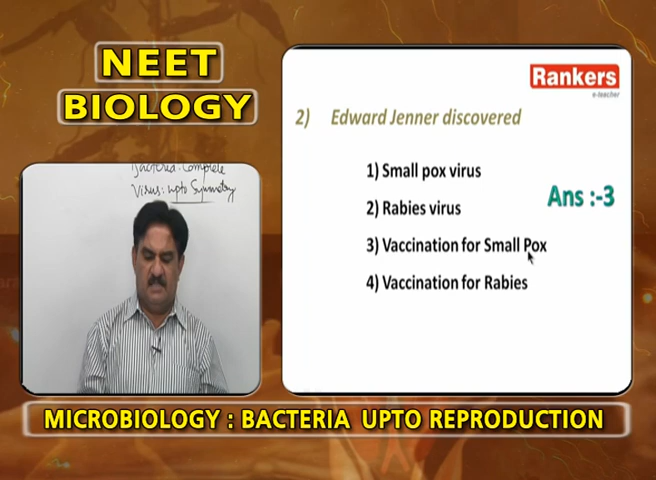 NEET
BIOLOGY
Rankers
e-teacher
2) Edward Jenner discovered
1) Small pox virus
2) Rabies virus
Ans :-3
3) Vaccination for Small Pox
4) Vaccination for Rabies
Bacteria - Complete
Virus : upto Symmetry
MICROBIOLOGY : BACTERIA UPTO REPRODUCTION